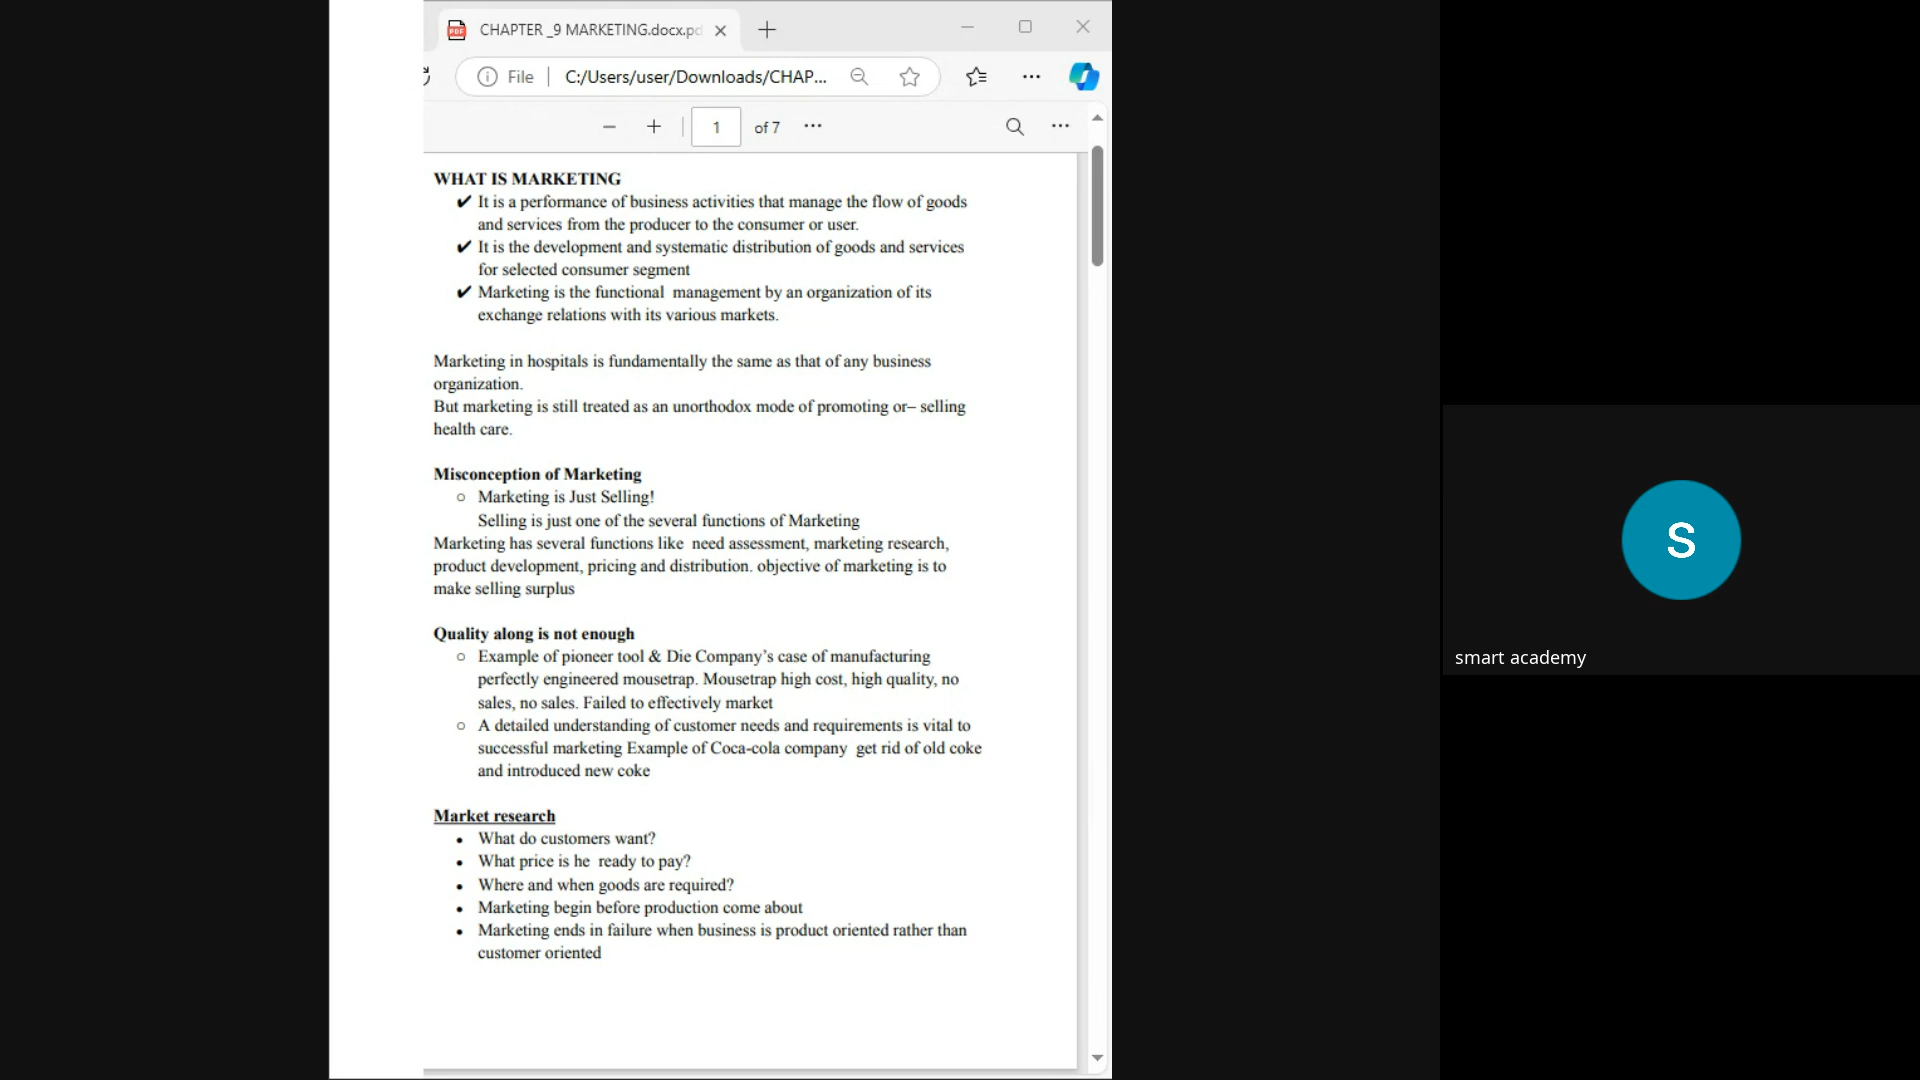 CHAPTER _9 MARKETING.docx.pd
File
C:/Users/user/Downloads/CHAP...
1 of 7
WHAT IS MARKETING
✔ It is a performance of business activities that manage the flow of goods
and services from the producer to the consumer or user.
✔ It is the development and systematic distribution of goods and services
for selected consumer segment
✔ Marketing is the functional  management by an organization of its
exchange relations with its various markets.
Marketing in hospitals is fundamentally the same as that of any business
organization.
But marketing is still treated as an unorthodox mode of promoting or– selling
health care.
Misconception of Marketing
○ Marketing is Just Selling!
Selling is just one of the several functions of Marketing
Marketing has several functions like  need assessment, marketing research,
product development, pricing and distribution. objective of marketing is to
make selling surplus
Quality along is not enough
○ Example of pioneer tool & Die Company’s case of manufacturing
perfectly engineered mousetrap. Mousetrap high cost, high quality, no
sales, no sales. Failed to effectively market
○ A detailed understanding of customer needs and requirements is vital to
successful marketing Example of Coca-cola company  get rid of old coke
and introduced new coke
Market research
• What do customers want?
• What price is he  ready to pay?
• Where and when goods are required?
• Marketing begin before production come about
• Marketing ends in failure when business is product oriented rather than
customer oriented
S
smart academy